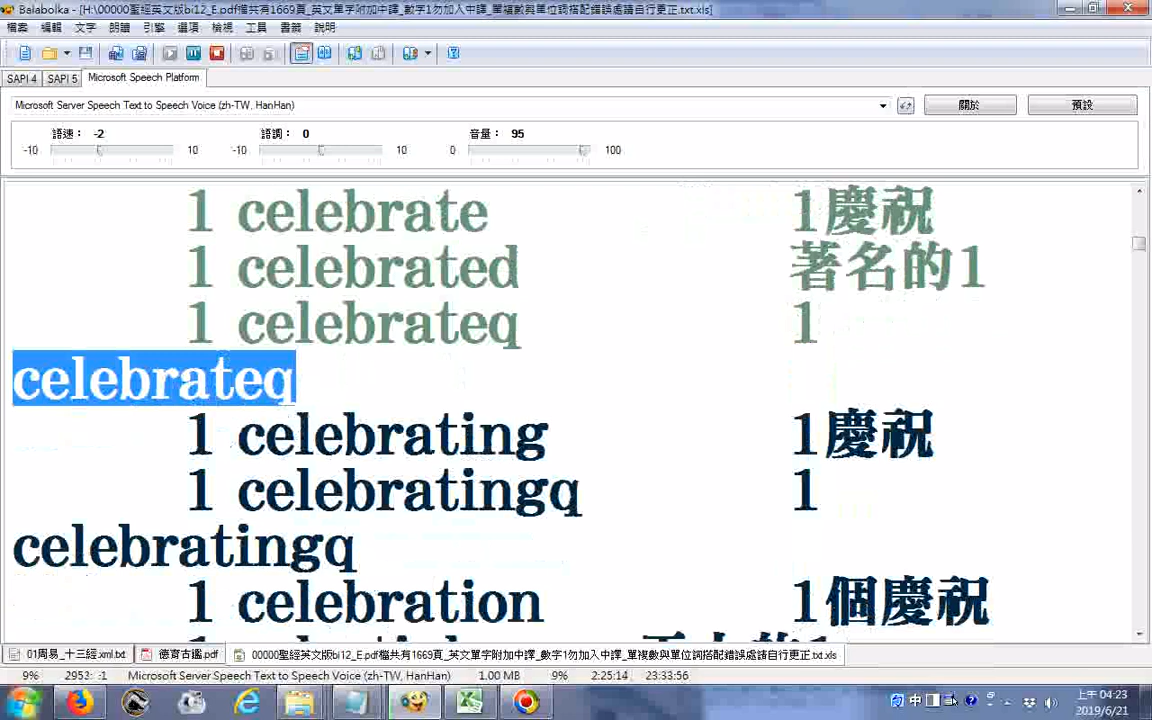 Balabolka - [H:\00000聖經英文版bi12_E.pdf檔共有1669頁_英文單字附加中譯_數字1勿加入中譯_單複數與單位詞搭配錯誤處請自行更正.txt.xls]
檔案 編輯 文字 朗讀 引擎 選項 檢視 工具 書籤 說明
SAPI 4 SAPI 5 Microsoft Speech Platform
Microsoft Server Speech Text to Speech Voice (zh-TW, HanHan) 關於 預設
語速： -2 語調： 0 音量： 95
-10 10 -10 10 0 100
1 celebrate 1慶祝
1 celebrated 著名的1
1 celebrateq 1
celebrateq
1 celebrating 1慶祝
1 celebratingq 1
celebratingq
1 celebration 1個慶祝
01周易_十三經.xml.txt 德育古鑑.pdf 00000聖經英文版bi12_E.pdf檔共有1669頁_英文單字附加中譯_數字1勿加入中譯_單複數與單位詞搭配錯誤處請自行更正.txt.xls
9% 2953: :1 Microsoft Server Speech Text to Speech Voice (zh-TW, HanHan) 1.00 MB 9% 2:25:14 23:33:56
中 上午 04:23
2019/6/21